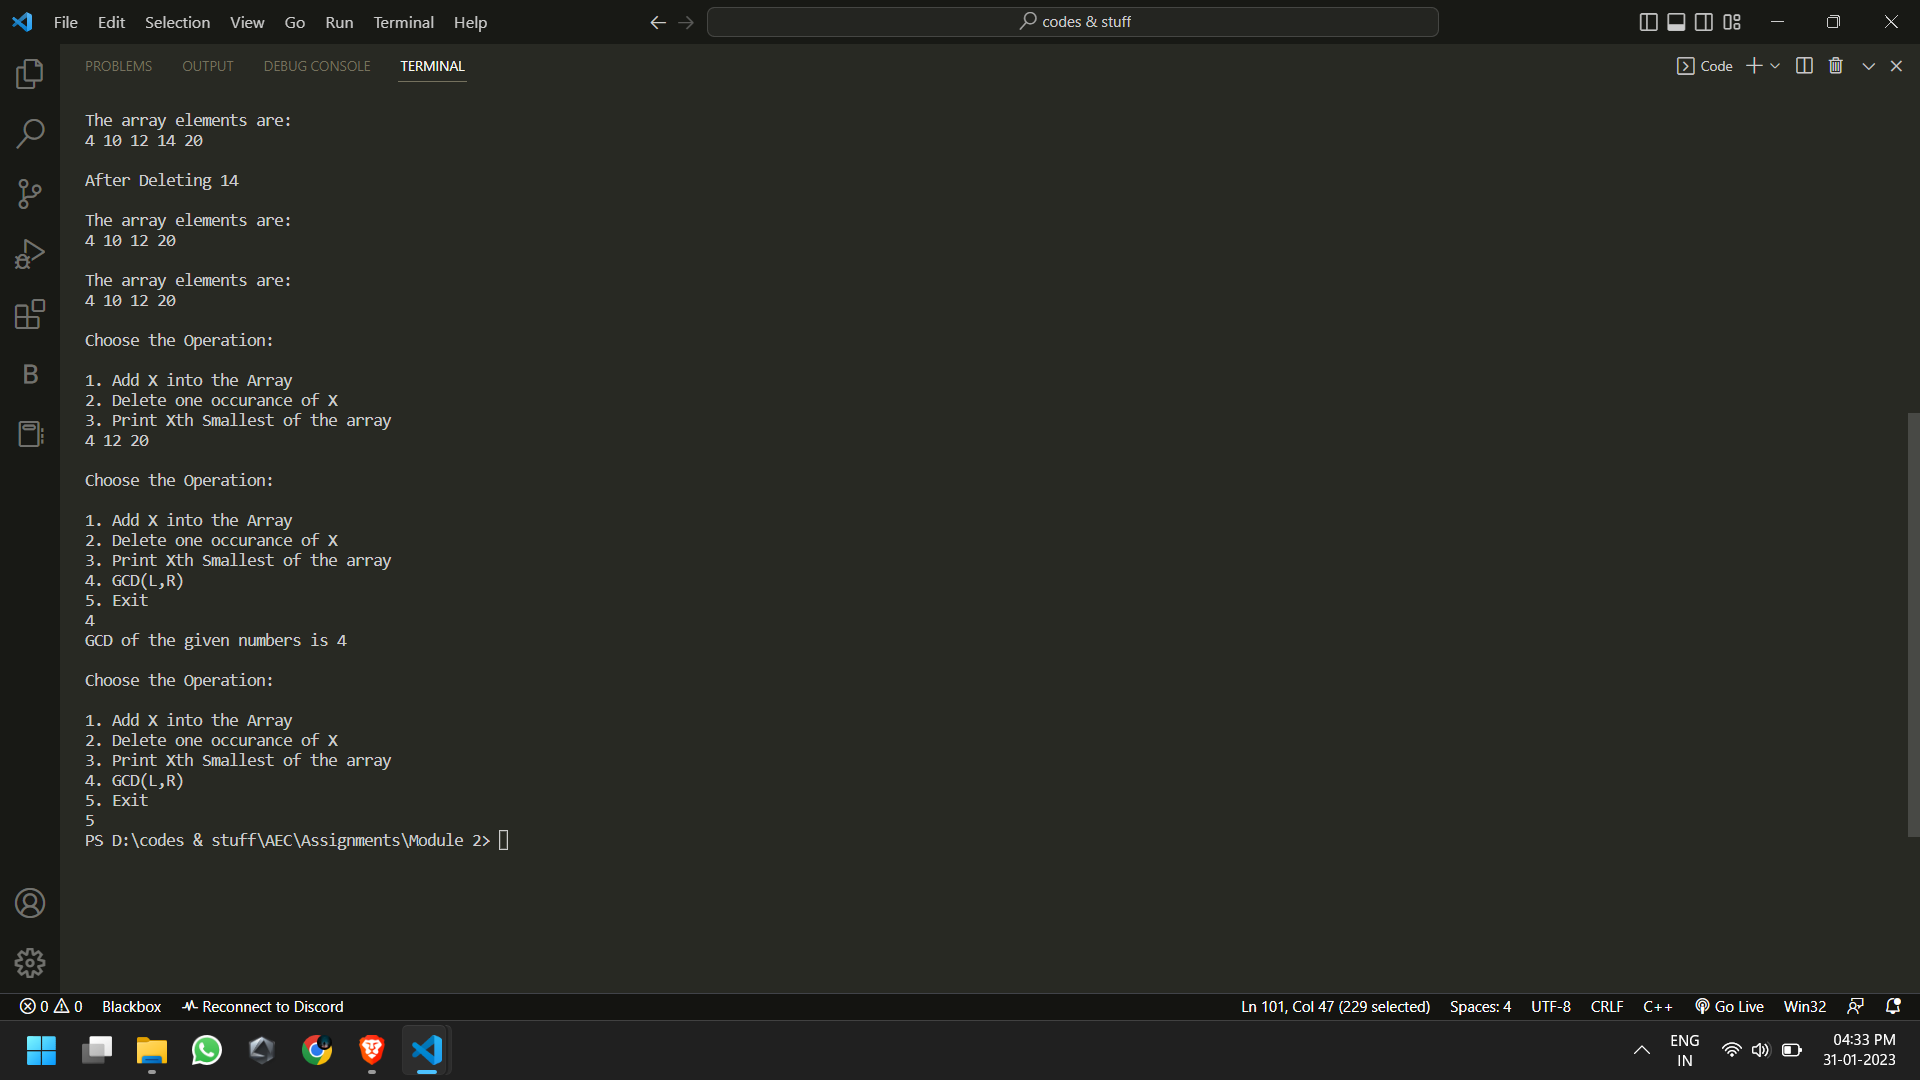 File Edit Selection View Go Run Terminal Help
codes & stuff
PROBLEMS OUTPUT DEBUG CONSOLE TERMINAL
Code
The array elements are:
4 10 12 14 20
After Deleting 14
The array elements are:
4 10 12 20
The array elements are:
4 10 12 20
Choose the Operation:
1. Add X into the Array
2. Delete one occurance of X
3. Print Xth Smallest of the array
4 12 20
Choose the Operation:
1. Add X into the Array
2. Delete one occurance of X
3. Print Xth Smallest of the array
4. GCD(L,R)
5. Exit
4
GCD of the given numbers is 4
Choose the Operation:
1. Add X into the Array
2. Delete one occurance of X
3. Print Xth Smallest of the array
4. GCD(L,R)
5. Exit
5
PS D:\codes & stuff\AEC\Assignments\Module 2>
B
0 0 Blackbox Reconnect to Discord Ln 101, Col 47 (229 selected) Spaces: 4 UTF-8 CRLF C++ Go Live Win32
ENG
IN
04:33 PM
31-01-2023